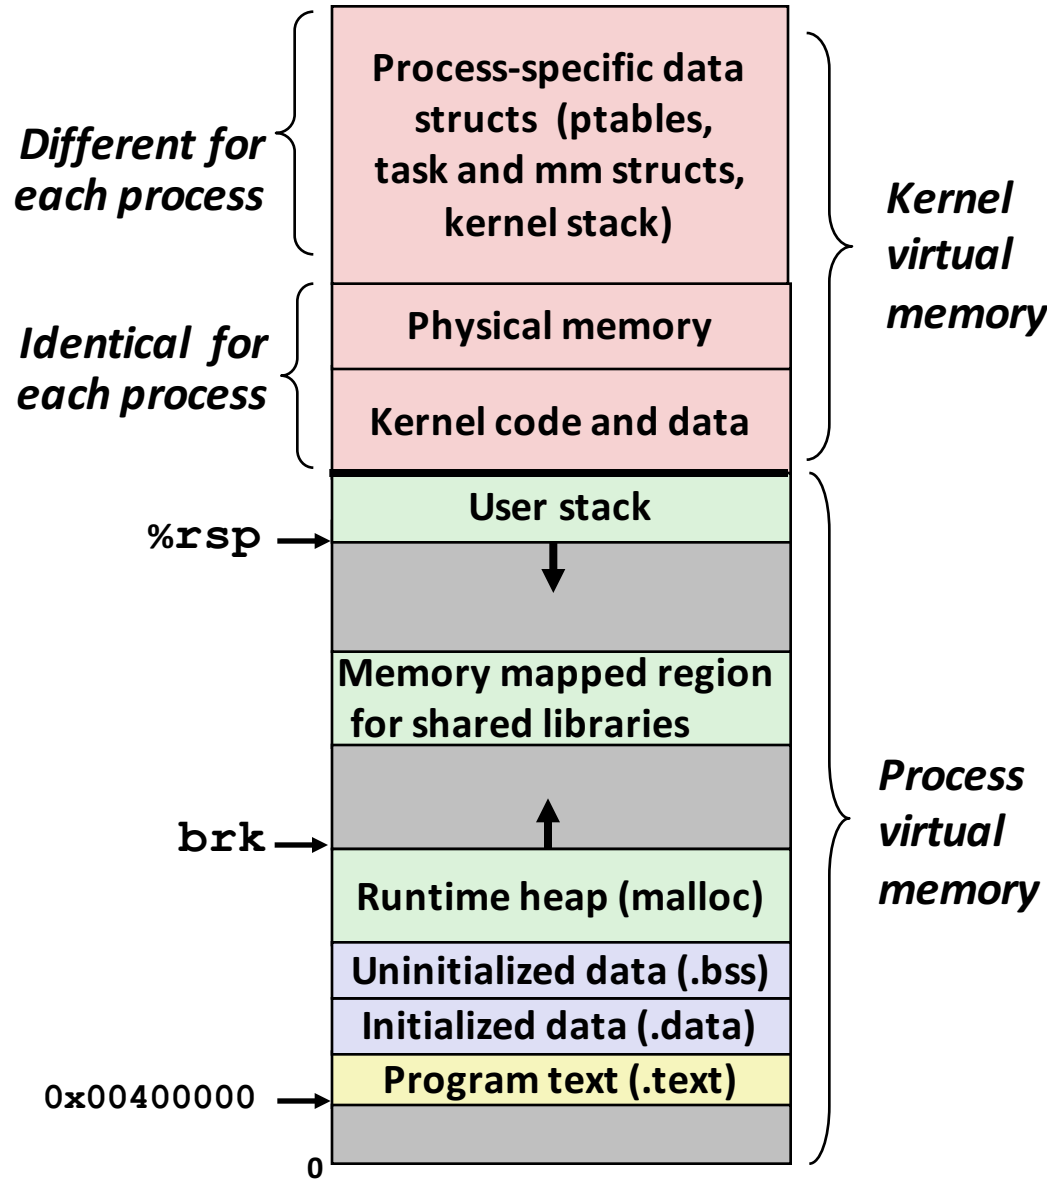 Process-specific data
structs (ptables,
task and mm structs,
kernel stack)
Different for
each process
Kernel
virtual
memory
Physical memory
Identical for
each process
Kernel code and data
User stack
%rsp
Memory mapped region
for shared libraries
Process
virtual
memory
brk
Runtime heap (malloc)
Uninitialized data (.bss)
Initialized data (.data)
Program text (.text)
0x00400000
0